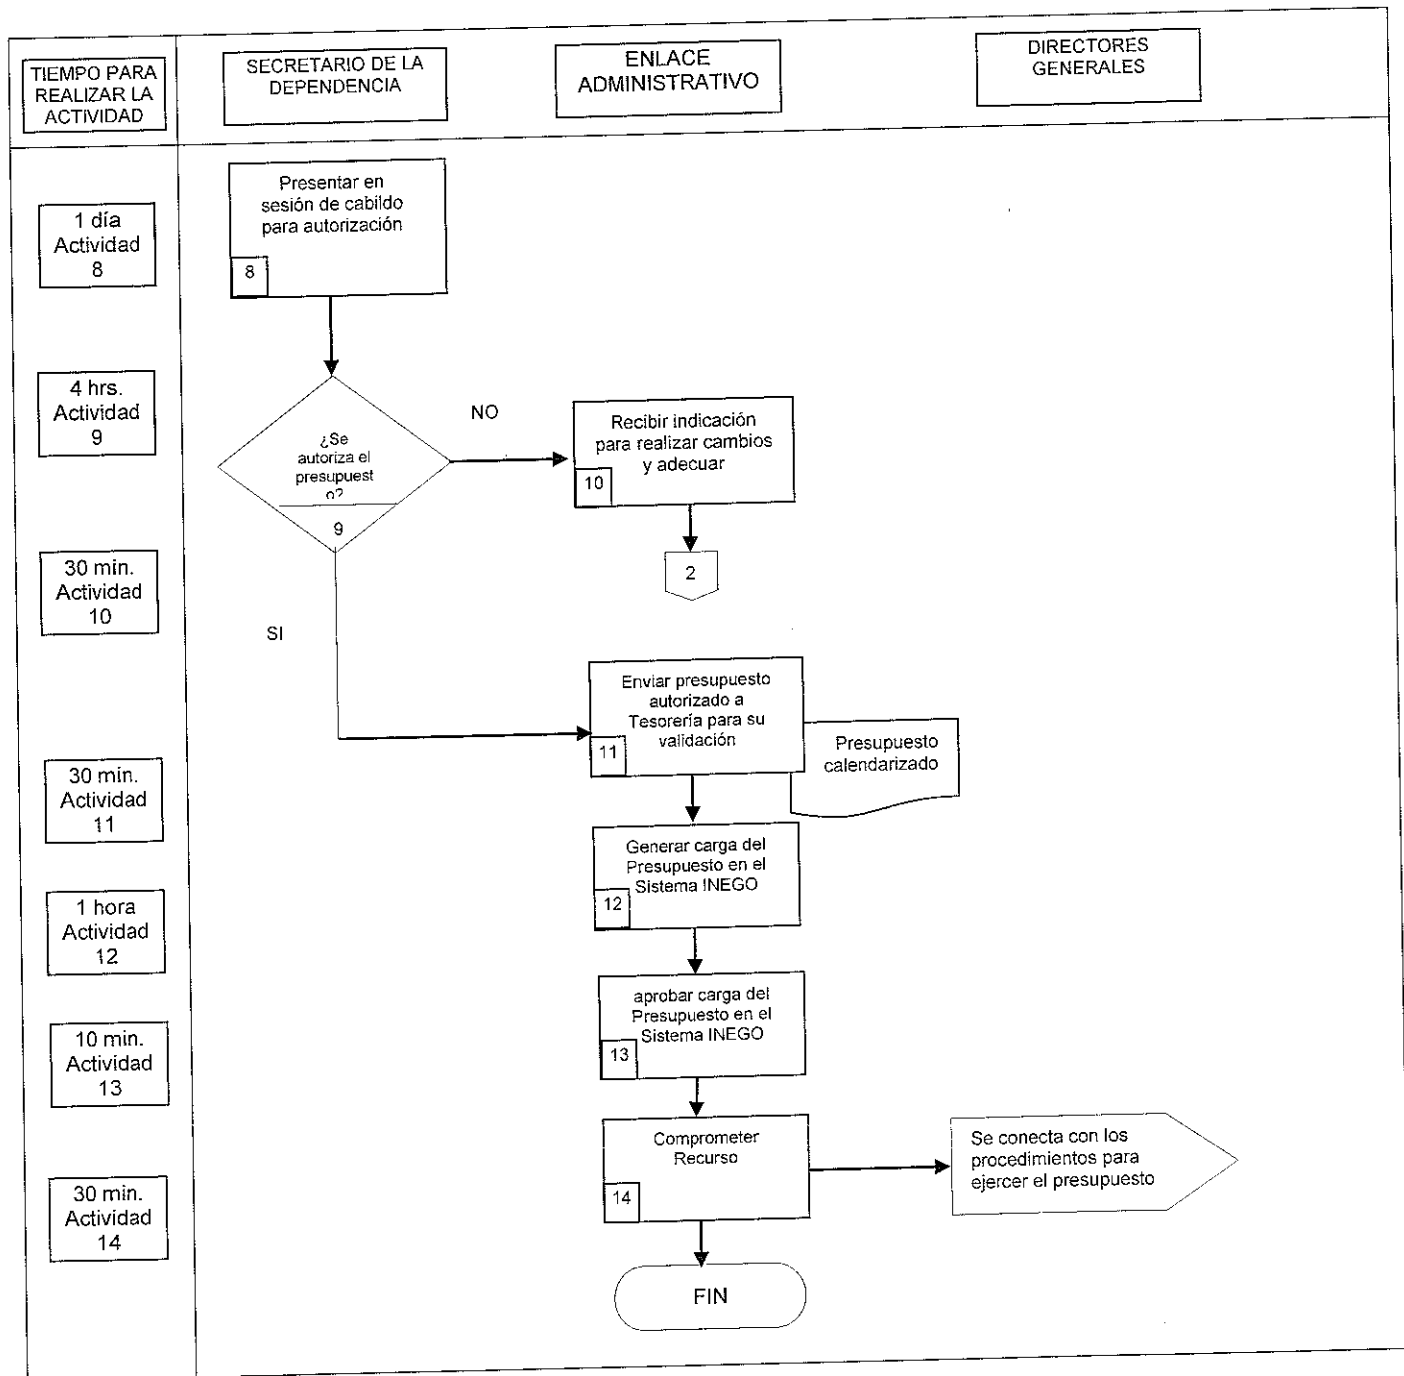 TIEMPO PARA
REALIZAR LA
ACTIVIDAD
SECRETARIO DE LA
DEPENDENCIA
ENLACE
ADMINISTRATIVO
DIRECTORES
GENERALES
1 día
Actividad
8
Presentar en
sesión de cabildo
para autorización
8
4 hrs.
Actividad
9
¿Se
autoriza el
presupuest
o?
9
NO
Recibir indicación
para realizar cambios
y adecuar
10
2
30 min.
Actividad
10
SI
Enviar presupuesto
autorizado a
Tesorería para su
validación
11
Presupuesto
calendarizado
30 min.
Actividad
11
Generar carga del
Presupuesto en el
Sistema INEGO
12
1 hora
Actividad
12
aprobar carga del
Presupuesto en el
Sistema INEGO
13
10 min.
Actividad
13
Comprometer
Recurso
14
Se conecta con los
procedimientos para
ejercer el presupuesto
30 min.
Actividad
14
FIN